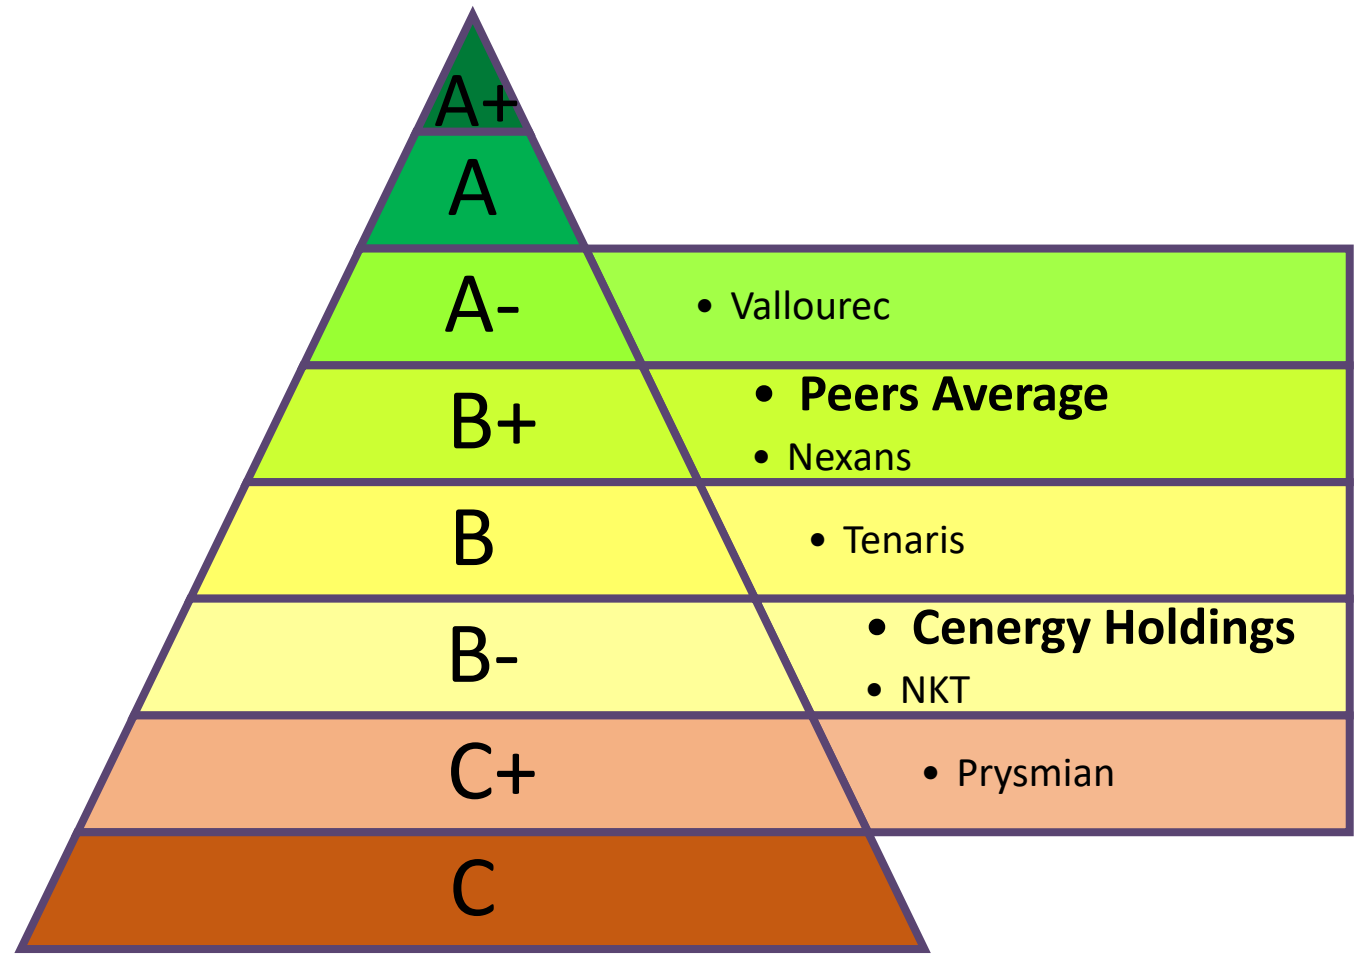 A+
A
A-
• Vallourec
B+
• Peers Average
• Nexans
B
• Tenaris
B-
• Cenergy Holdings
• NKT
C+
• Prysmian
C